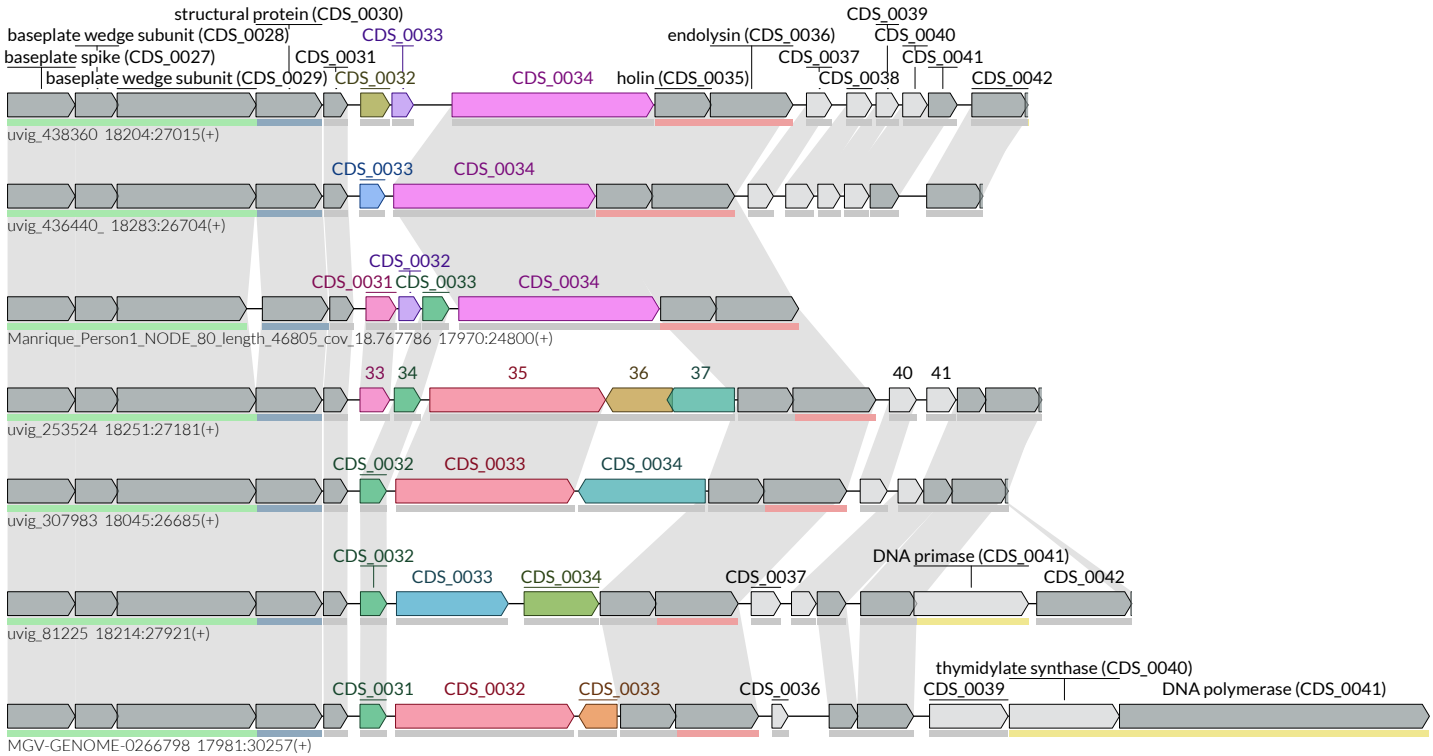 structural protein (CDS_0030)
CDS_0039
baseplate wedge subunit (CDS_0028)
CDS_0033
endolysin (CDS_0036)
CDS_0040
baseplate spike (CDS_0027)
CDS_0031
CDS_0037
CDS_0041
baseplate wedge subunit (CDS_0029)
CDS_0032
CDS_0034
holin (CDS_0035)
CDS_0038
CDS_0042
uvig_438360 18204:27015(+)
CDS_0033
CDS_0034
uvig_436440_ 18283:26704(+)
CDS_0032
CDS_0031
CDS_0033
CDS_0034
Manrique_Person1_NODE_80_length_46805_cov_18.767786 17970:24800(+)
33
34
35
36
37
40
41
uvig_253524 18251:27181(+)
CDS_0032
CDS_0033
CDS_0034
uvig_307983 18045:26685(+)
CDS_0032
DNA primase (CDS_0041)
CDS_0033
CDS_0034
CDS_0037
CDS_0042
uvig_81225 18214:27921(+)
thymidylate synthase (CDS_0040)
CDS_0031
CDS_0032
CDS_0033
CDS_0036
CDS_0039
DNA polymerase (CDS_0041)
MGV-GENOME-0266798 17981:30257(+)